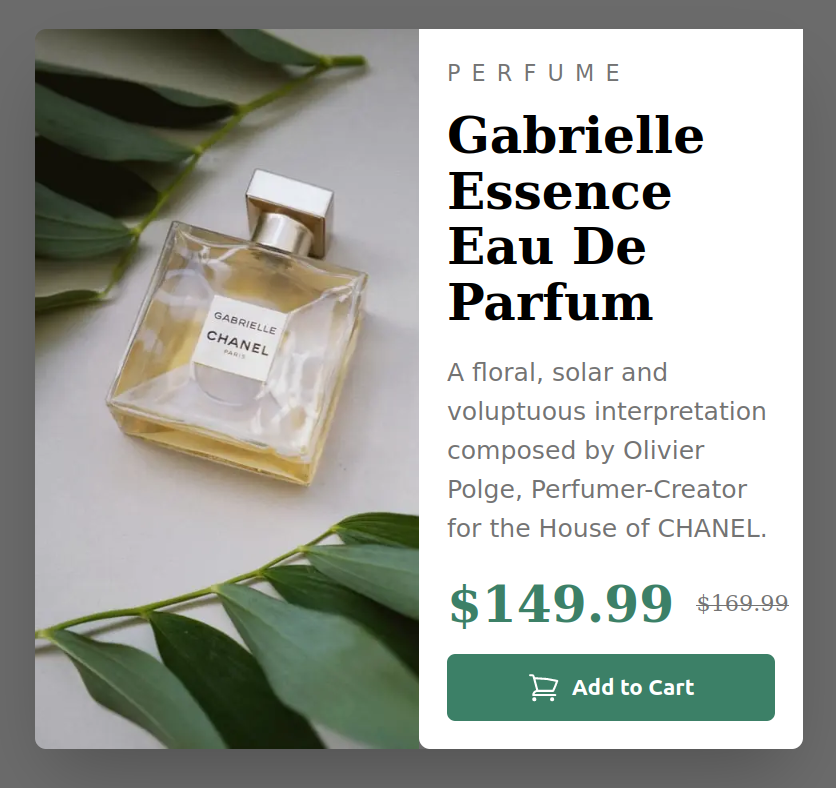 GABRIELLE
CHANEL
PARIS
PERFUME
Gabrielle
Essence
Eau De
Parfum
A floral, solar and
voluptuous interpretation
composed by Olivier
Polge, Perfumer-Creator
for the House of CHANEL.
$149.99 $169.99
Add to Cart